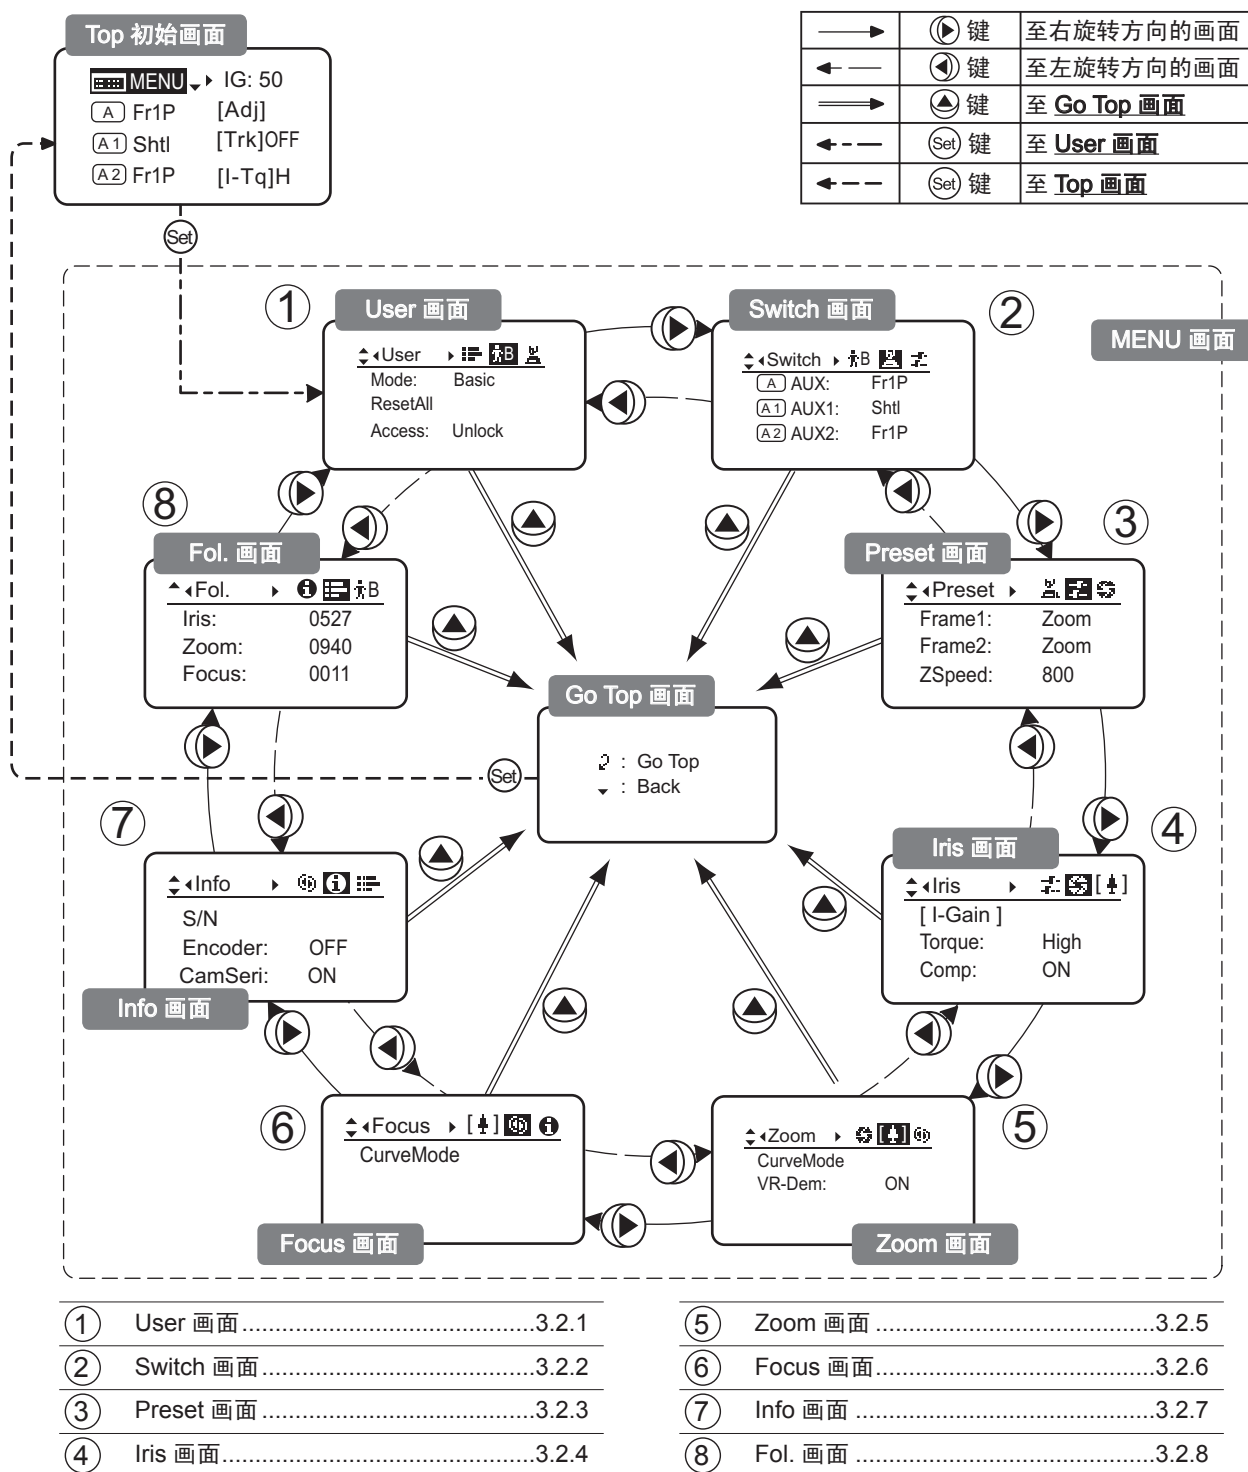 Top 初始画面
MENU IG: 50
A Fr1P [Adj]
A1 Shtl [Trk]OFF
A2 Fr1P [I-Tq]H
Set
键 至右旋转方向的画面
键 至左旋转方向的画面
键 至 Go Top 画面
Set 键 至 User 画面
Set 键 至 Top 画面
MENU 画面
① User 画面
User B
Mode: Basic
ResetAll
Access: Unlock
② Switch 画面
Switch B
A AUX: Fr1P
A1 AUX1: Shtl
A2 AUX2: Fr1P
⑧ Fol. 画面
Fol. B
Iris: 0527
Zoom: 0940
Focus: 0011
③ Preset 画面
Preset
Frame1: Zoom
Frame2: Zoom
ZSpeed: 800
Go Top 画面
: Go Top
: Back
Set
⑦ Info 画面
Info
S/N
Encoder: OFF
CamSeri: ON
④ Iris 画面
Iris
[ I-Gain ]
Torque: High
Comp: ON
⑥ Focus 画面
Focus
CurveMode
⑤ Zoom 画面
Zoom
CurveMode
VR-Dem: ON
① User 画面 3.2.1
② Switch 画面 3.2.2
③ Preset 画面 3.2.3
④ Iris 画面 3.2.4
⑤ Zoom 画面 3.2.5
⑥ Focus 画面 3.2.6
⑦ Info 画面 3.2.7
⑧ Fol. 画面 3.2.8